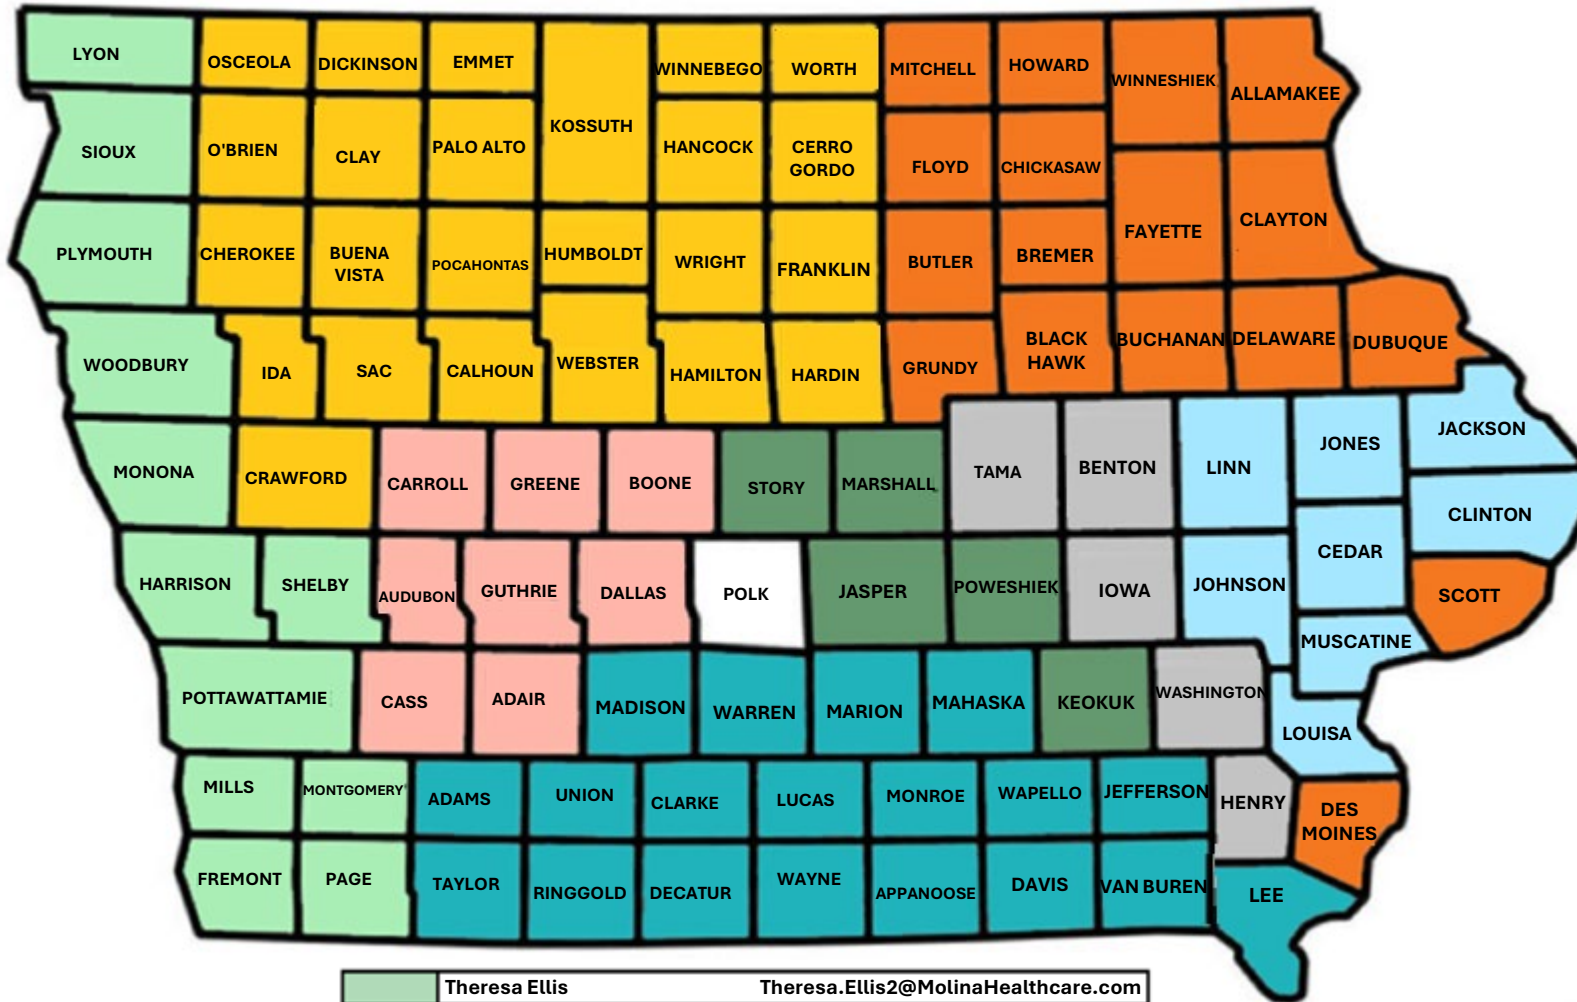 LYON
OSCEOLA
DICKINSON
EMMET
KOSSUTH
WINNEBEGO
WORTH
MITCHELL
HOWARD
WINNESHIEK
ALLAMAKEE
SIOUX
O'BRIEN
CLAY
PALO ALTO
HANCOCK
CERRO
GORDO
FLOYD
CHICKASAW
PLYMOUTH
CHEROKEE
BUENA
VISTA
POCAHONTAS
HUMBOLDT
WRIGHT
FRANKLIN
BUTLER
BREMER
FAYETTE
CLAYTON
WOODBURY
IDA
SAC
CALHOUN
WEBSTER
HAMILTON
HARDIN
GRUNDY
BLACK
HAWK
BUCHANAN
DELAWARE
DUBUQUE
MONONA
CRAWFORD
CARROLL
GREENE
BOONE
STORY
MARSHALL
TAMA
BENTON
LINN
JONES
JACKSON
CLINTON
HARRISON
SHELBY
AUDUBON
GUTHRIE
DALLAS
POLK
JASPER
POWESHIEK
IOWA
JOHNSON
CEDAR
SCOTT
MUSCATINE
POTTAWATTAMIE
CASS
ADAIR
MADISON
WARREN
MARION
MAHASKA
KEOKUK
WASHINGTON
LOUISA
MILLS
MONTGOMERY
ADAMS
UNION
CLARKE
LUCAS
MONROE
WAPELLO
JEFFERSON
HENRY
DES
MOINES
FREMONT
PAGE
TAYLOR
RINGGOLD
DECATUR
WAYNE
APPANOOSE
DAVIS
VAN BUREN
LEE
Theresa Ellis Theresa.Ellis2@MolinaHealthcare.com